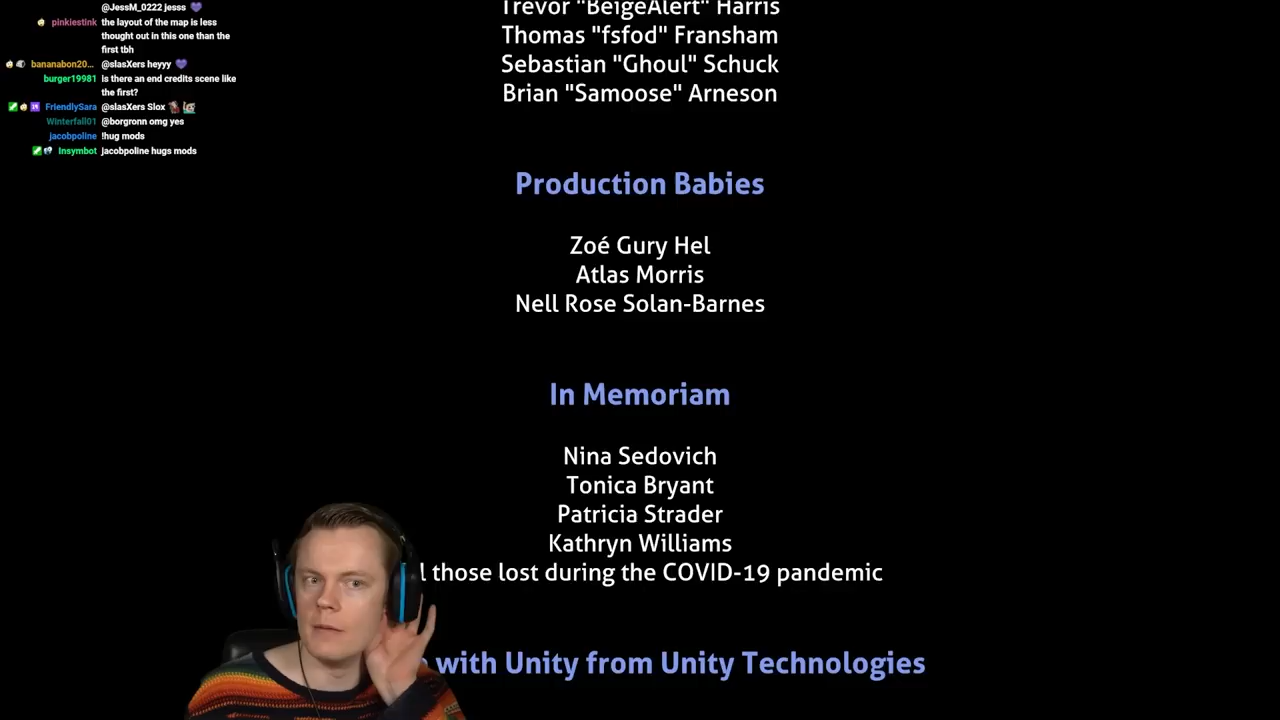 @JessM_0222 jesss
pinkiestink the layout of the map is less
thought out in this one than the
first tbh
bananabon20... @slasXers heyyy
burger19981 is there an end credits scene like
the first?
FriendlySara @slasXers Slox
Winterfall01 @borgronn omg yes
jacobpoline !hug mods
Insymbot jacobpoline hugs mods
Trevor "BeigeAlert" Harris
Thomas "fsfod" Fransham
Sebastian "Ghoul" Schuck
Brian "Samoose" Arneson
Production Babies
Zoé Gury Hel
Atlas Morris
Nell Rose Solan-Barnes
In Memoriam
Nina Sedovich
Tonica Bryant
Patricia Strader
Kathryn Williams
those lost during the COVID-19 pandemic
with Unity from Unity Technologies